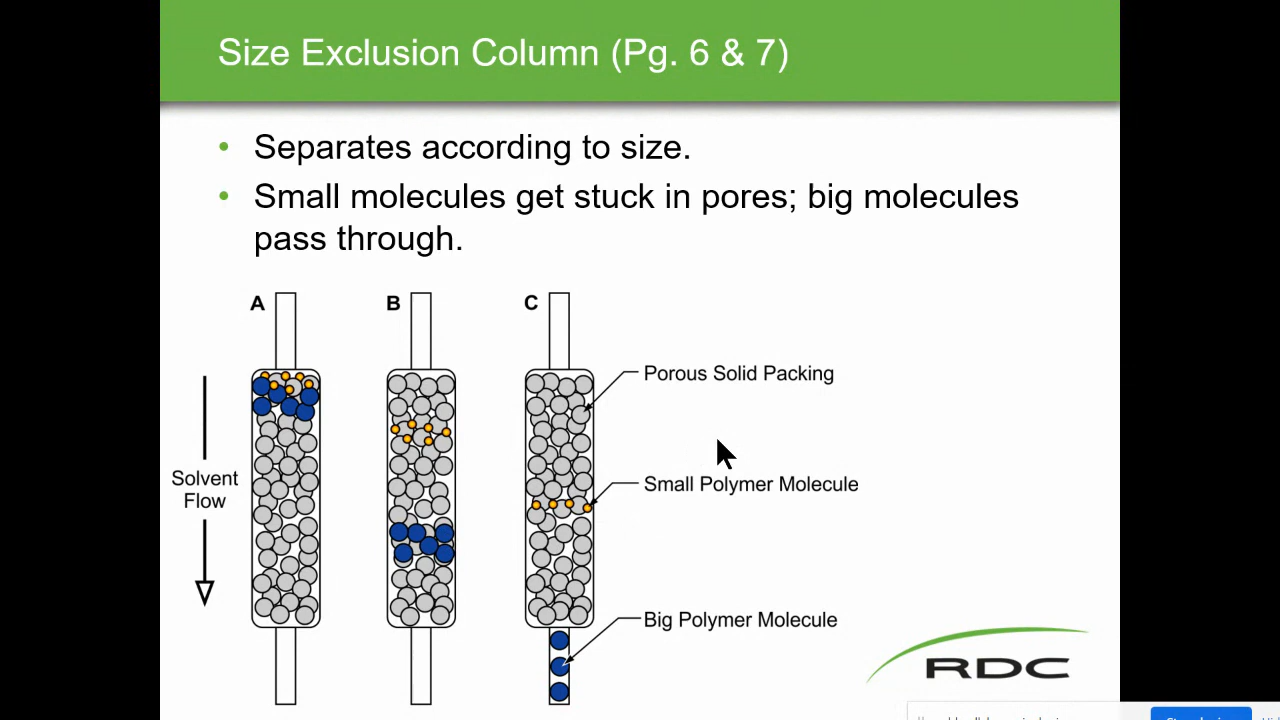 Size Exclusion Column (Pg. 6 & 7)
• Separates according to size.
• Small molecules get stuck in pores; big molecules
pass through.
A
B
C
Porous Solid Packing
Solvent
Flow
Small Polymer Molecule
Big Polymer Molecule
RDC